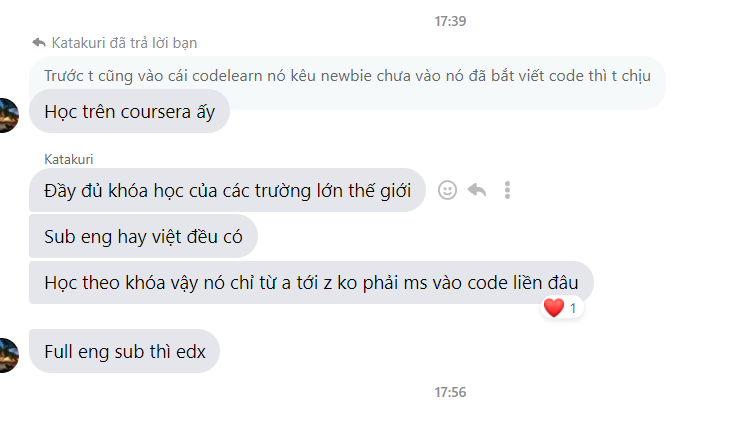 17:39
Katakuri đã trả lời bạn
Trước t cũng vào cái codelearn nó kêu newbie chưa vào nó đã bắt viết code thì t chịu
Học trên coursera ấy
Katakuri
Đầy đủ khóa học của các trường lớn thế giới
Sub eng hay việt đều có
Học theo khóa vậy nó chỉ từ a tới z ko phải ms vào code liền đâu
1
Full eng sub thì edx
17:56